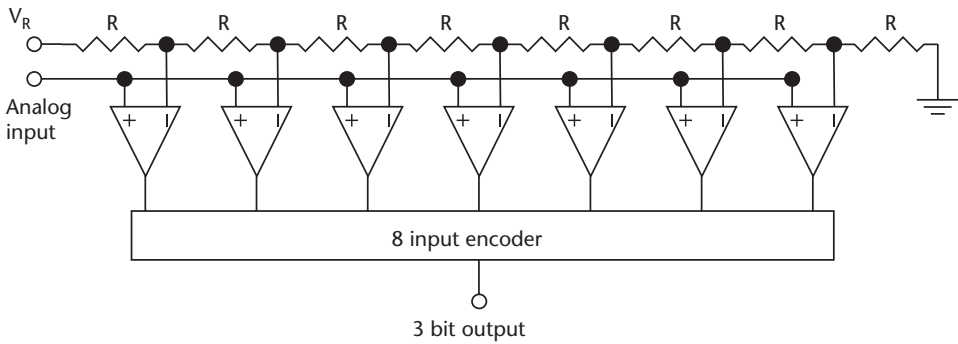 V_R R R R R R R R R
Analog
input
+ − + − + − + − + − + − + −
8 input encoder
3 bit output